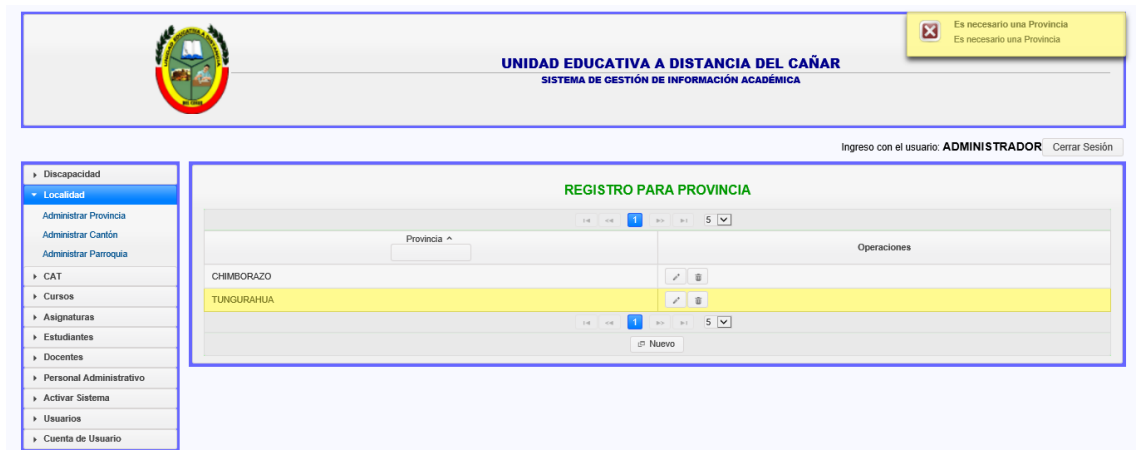 Es necesario una Provincia
Es necesario una Provincia
UNIDAD EDUCATIVA A DISTANCIA DEL CAÑAR
SISTEMA DE GESTIÓN DE INFORMACIÓN ACADÉMICA
Ingreso con el usuario: ADMINISTRADOR Cerrar Sesión
Discapacidad
Localidad
Administrar Provincia
Administrar Cantón
Administrar Parroquia
CAT
Cursos
Asignaturas
Estudiantes
Docentes
Personal Administrativo
Activar Sistema
Usuarios
Cuenta de Usuario
REGISTRO PARA PROVINCIA
1 5
Provincia Operaciones
CHIMBORAZO
TUNGURAHUA
1 5
Nuevo